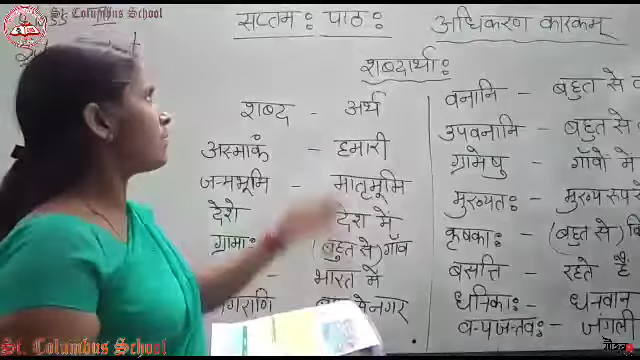 St. Columbus School
सप्तम: पाठ: अधिकरण कारकम्
शब्दार्था:
शब्द - अर्थ
अस्माकं - हमारी
जन्मभूमि - मातृभूमि
देशे देश में
ग्रामा: (बहुत से) गाँव
- भारत में
वनानि - बहुत से
उपवनानि - बहुत से
ग्रामेषु - गाँवों में
मुख्यत: - मुख्य रूप
कृषका: - (बहुत से)
बसन्ति - रहते हैं
धनिका: - धनवान
वन्यजन्तव: - जंगली
St. Columbus School